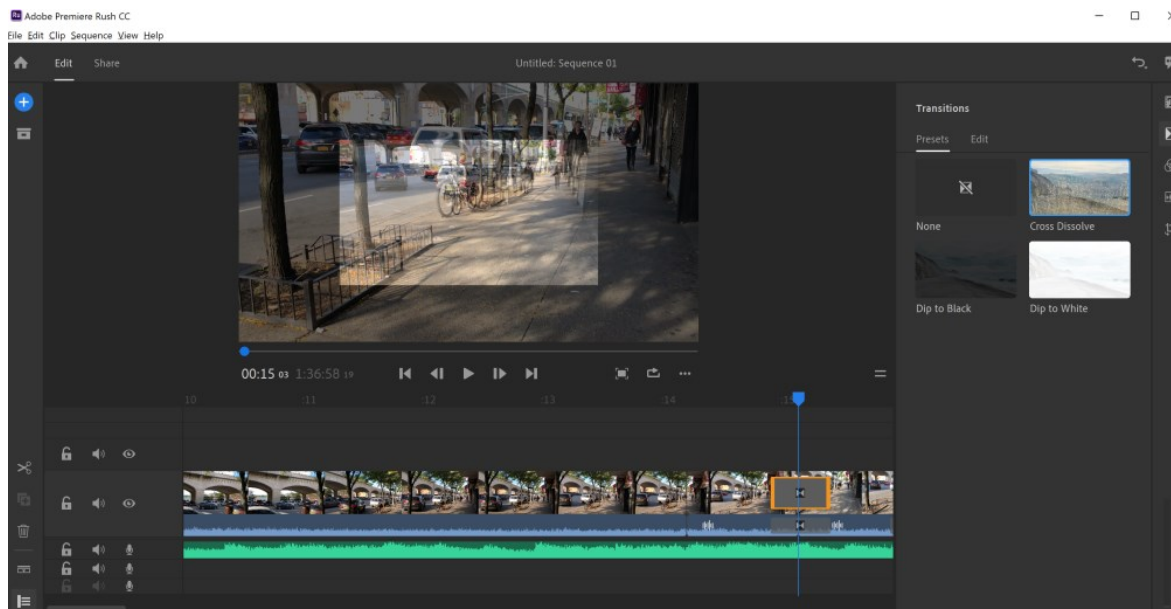 Ru Adobe Premiere Rush CC
File Edit Clip Sequence View Help
Edit Share Untitled: Sequence 01
Transitions
Presets Edit
None Cross Dissolve
Dip to Black Dip to White
00:15 03 1:36:58 19
10 :11 :12 :13 :14 :15